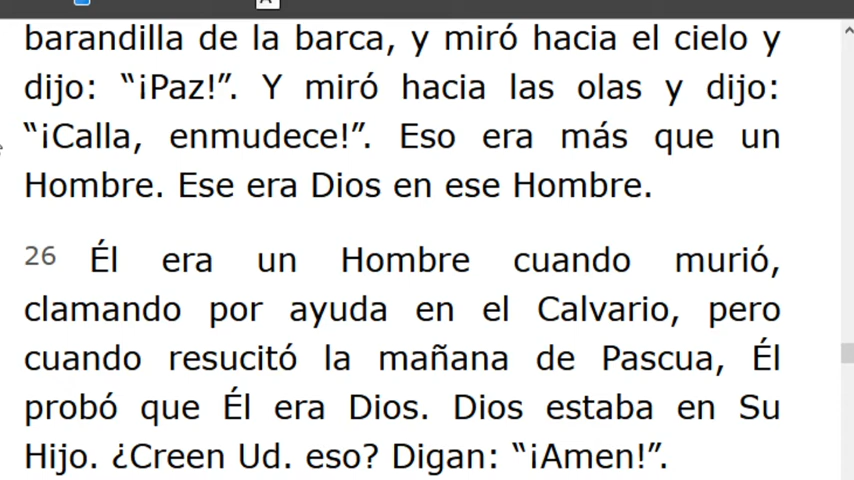 barandilla de la barca, y miró hacia el cielo y
dijo: “¡Paz!”. Y miró hacia las olas y dijo:
“¡Calla, enmudece!”. Eso era más que un
Hombre. Ese era Dios en ese Hombre.
26 Él era un Hombre cuando murió,
clamando por ayuda en el Calvario, pero
cuando resucitó la mañana de Pascua, Él
probó que Él era Dios. Dios estaba en Su
Hijo. ¿Creen Ud. eso? Digan: “¡Amen!”.